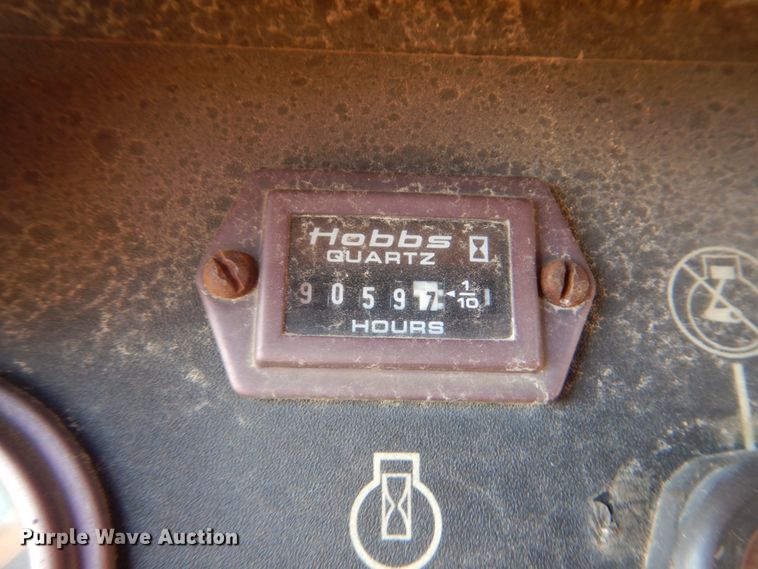 Hobbs
QUARTZ
9059 1/10
HOURS
Purple Wave Auction